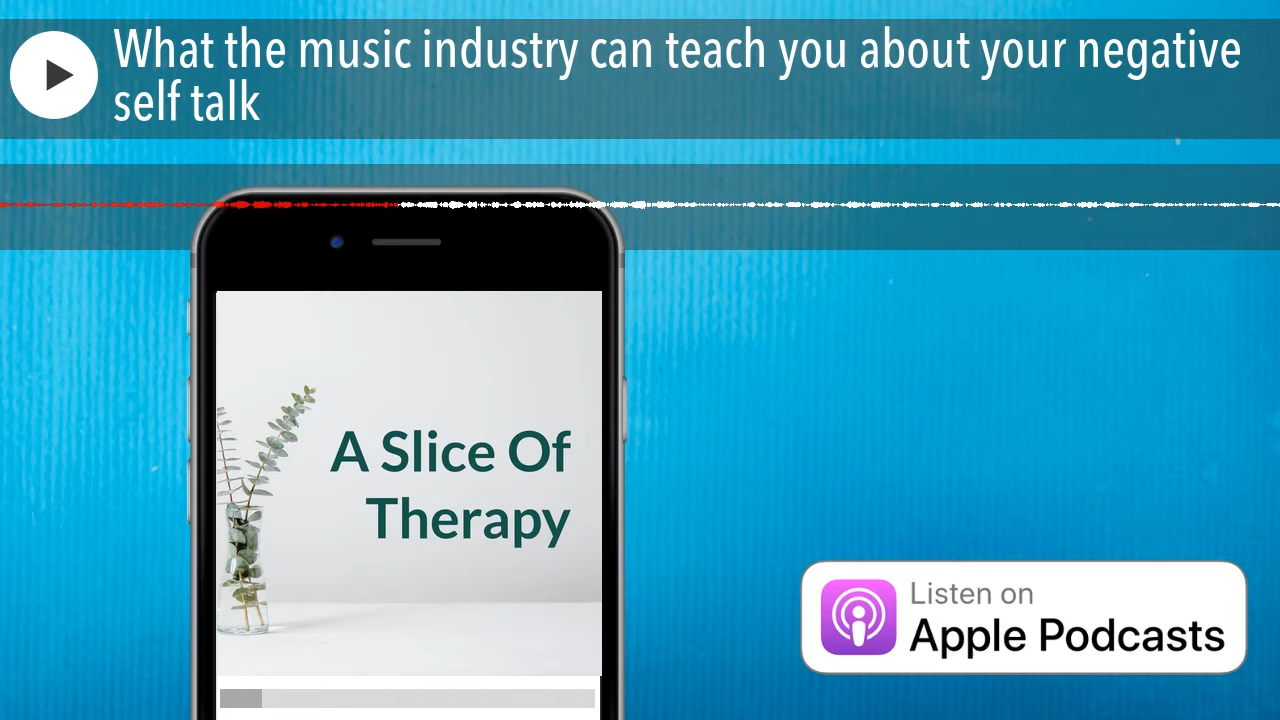 What the music industry can teach you about your negative
self talk
A Slice Of
Therapy
Listen on
Apple Podcasts